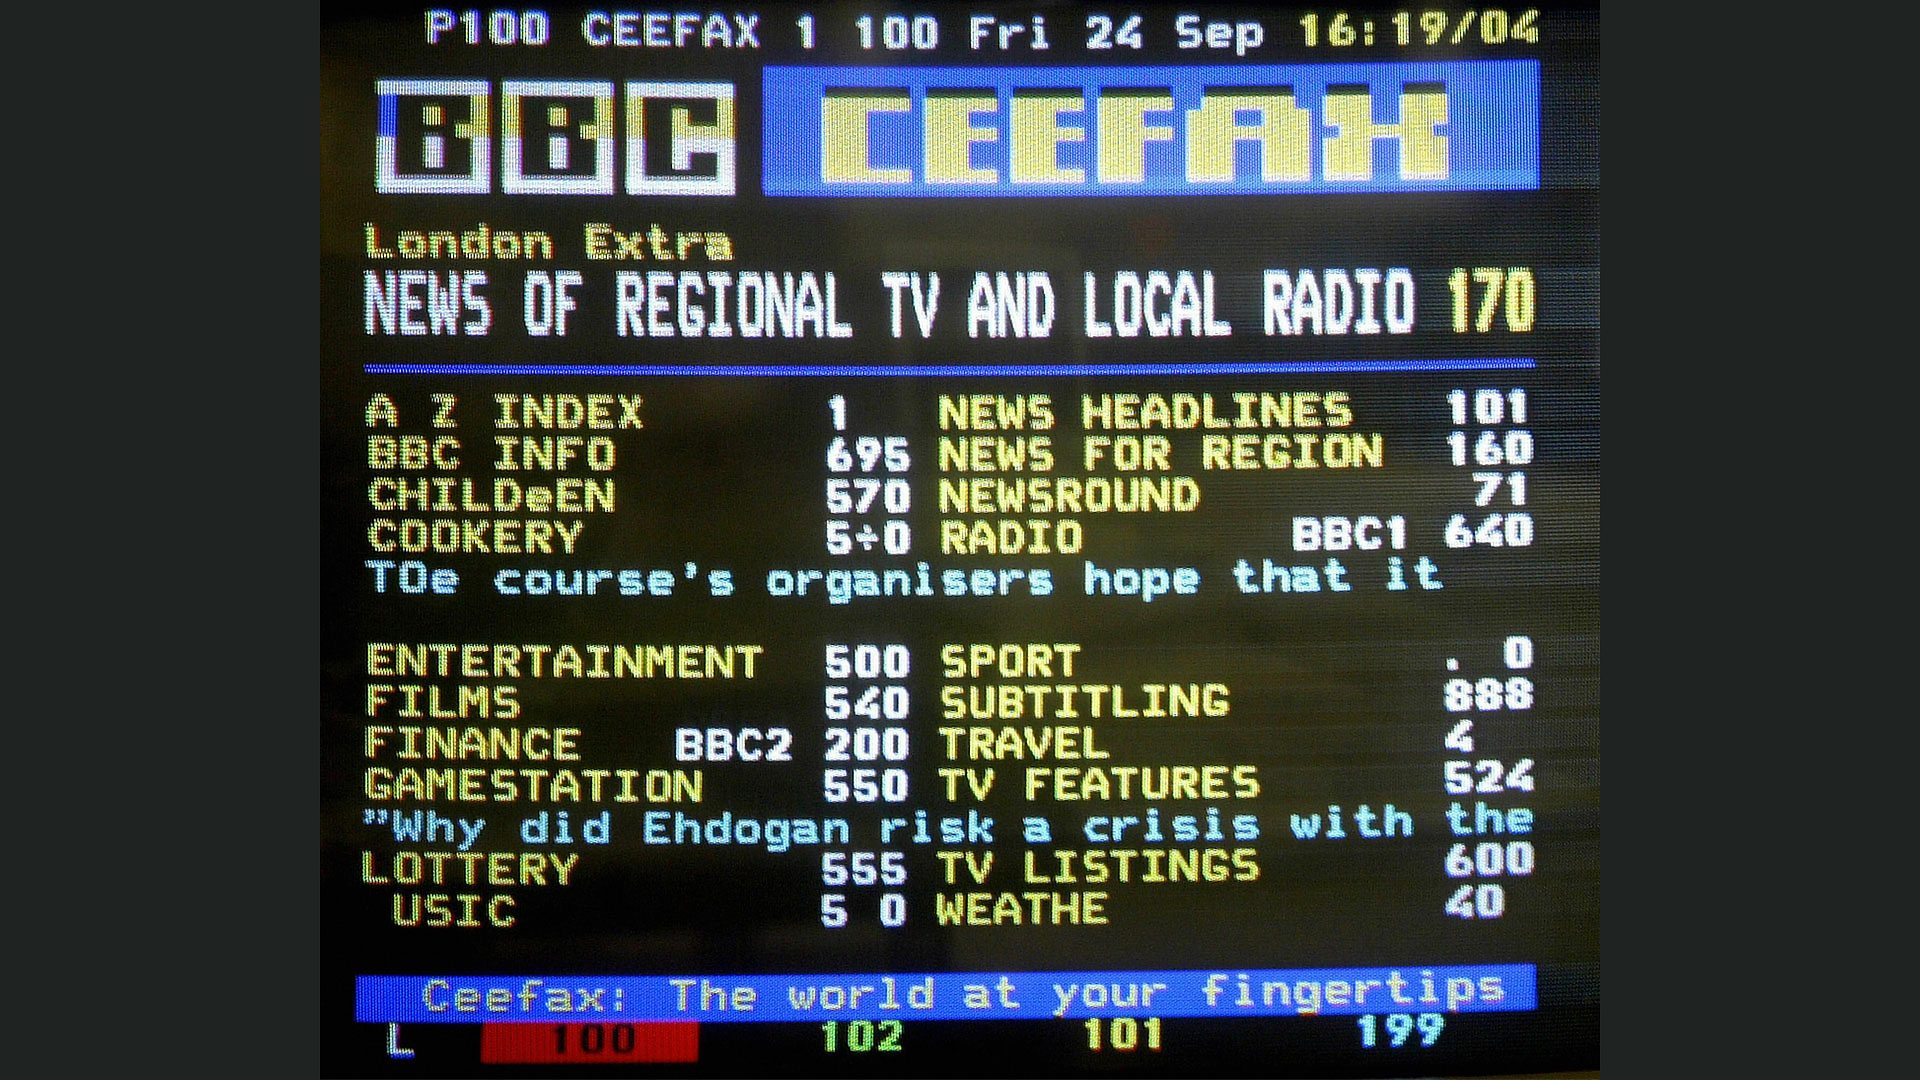 P100 CEEFAX 1 100 Fri 24 Sep 16:19/04
BBC CEEFAX
London Extra
NEWS OF REGIONAL TV AND LOCAL RADIO 170
A Z INDEX 1 NEWS HEADLINES 101
BBC INFO 695 NEWS FOR REGION 160
CHILDeEN 570 NEWSROUND 71
COOKERY 5÷0 RADIO BBC1 640
TOe course's organisers hope that it
ENTERTAINMENT 500 SPORT . 0
FILMS 540 SUBTITLING 888
FINANCE BBC2 200 TRAVEL 4
GAMESTATION 550 TV FEATURES 524
"Why did Ehdogan risk a crisis with the
LOTTERY 555 TV LISTINGS 600
USIC 5 0 WEATHE 40
Ceefax: The world at your fingertips
L 100 102 101 199